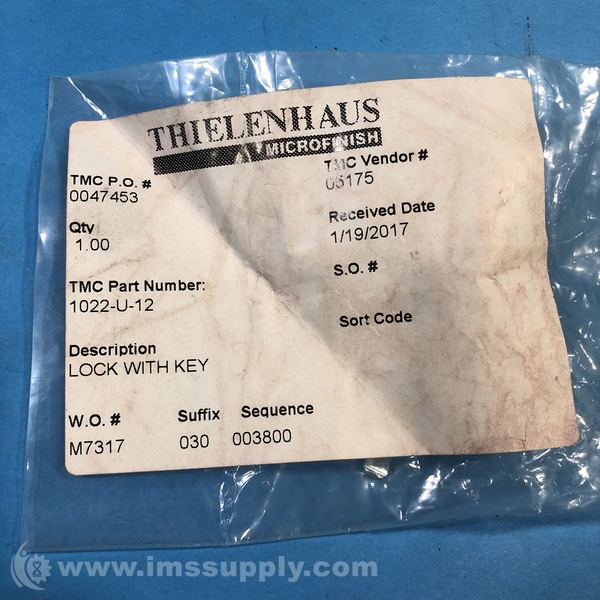 THIELENHAUS
MICROFINISH
TMC P.O. #
0047453
TMC Vendor #
05175
Qty
1.00
Received Date
1/19/2017
TMC Part Number:
1022-U-12
S.O. #
Sort Code
Description
LOCK WITH KEY
W.O. # Suffix Sequence
M7317 030 003800
www.imssupply.com